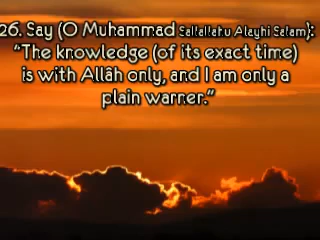 26. Say (O Muhammad Sallallahu Alayhi Salam):
"The knowledge (of its exact time)
is with Allâh only, and I am only a
plain warner."